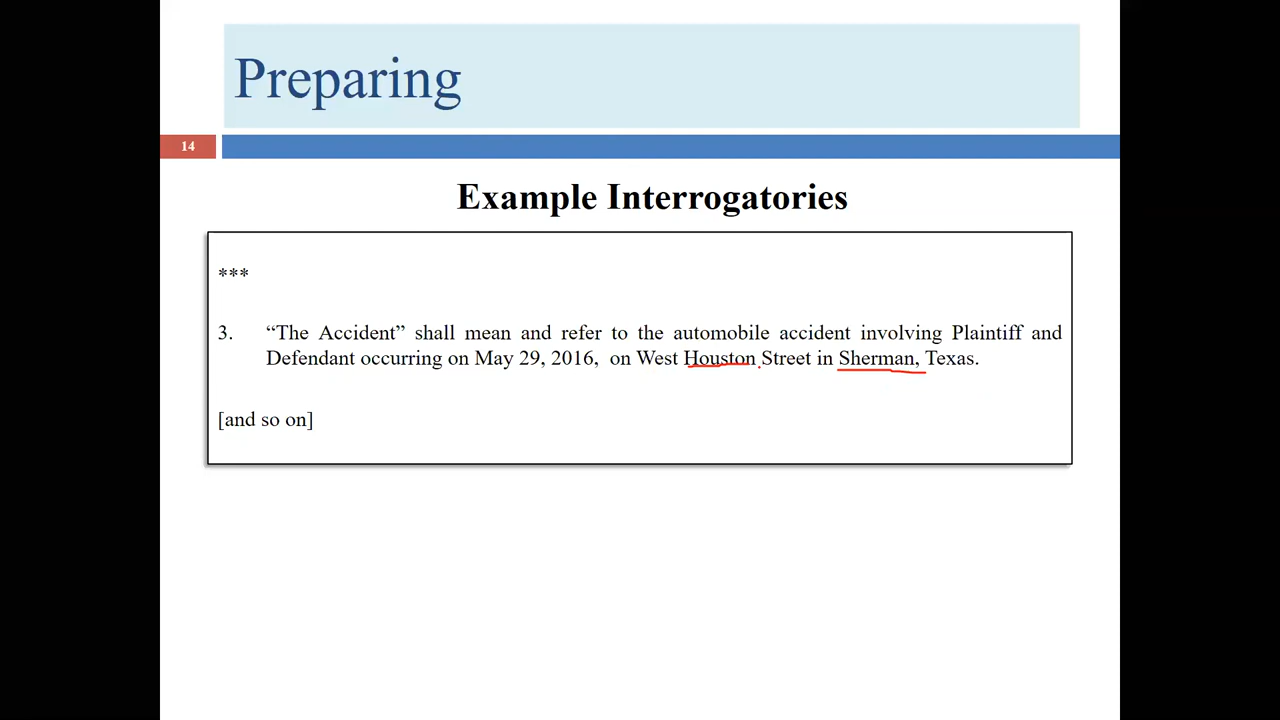 Preparing
14
Example Interrogatories
***
3. “The Accident” shall mean and refer to the automobile accident involving Plaintiff and
Defendant occurring on May 29, 2016,  on West Houston Street in Sherman, Texas.
[and so on]